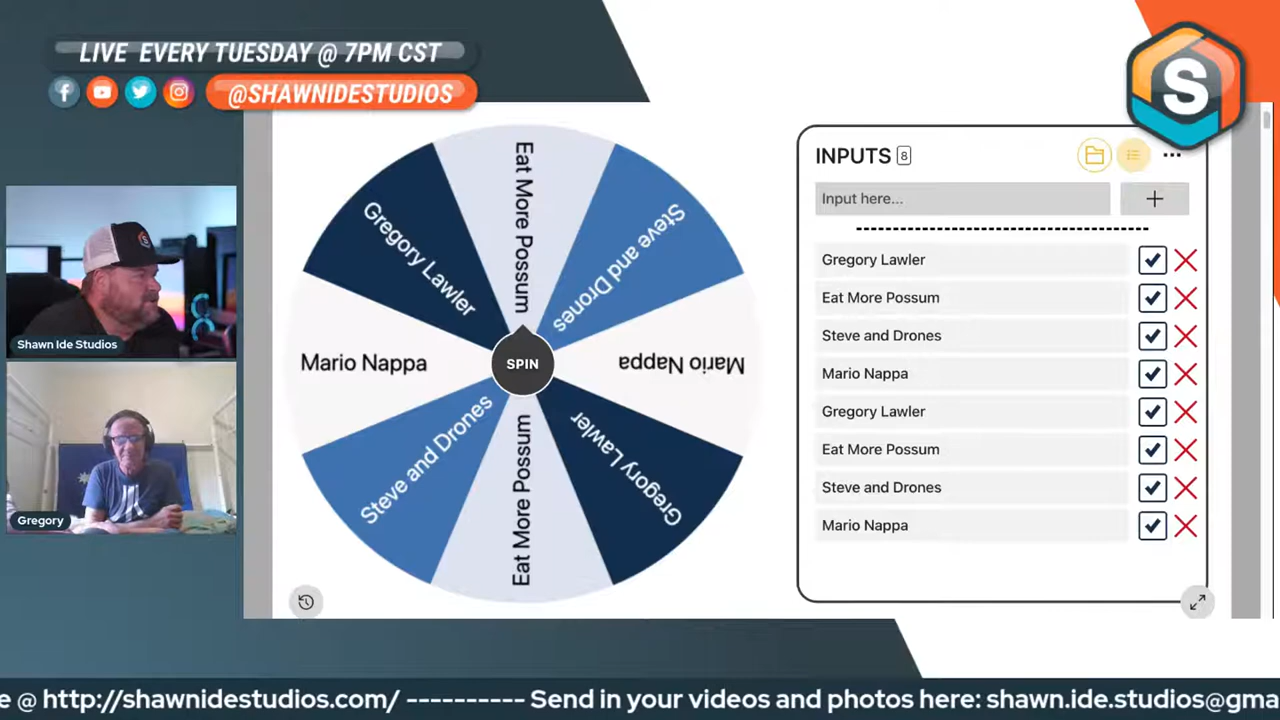 LIVE EVERY TUESDAY @ 7PM CST
@SHAWNIDESTUDIOS
S
Shawn Ide Studios
Gregory
Eat More Possum
Steve and Drones
Mario Nappa
Gregory Lawler
Eat More Possum
Steve and Drones
Mario Nappa
Gregory Lawler
SPIN
INPUTS 8
Input here...
Gregory Lawler
Eat More Possum
Steve and Drones
Mario Nappa
Gregory Lawler
Eat More Possum
Steve and Drones
Mario Nappa
e @ http://shawnidestudios.com/ ---------- Send in your videos and photos here: shawn.ide.studios@gma